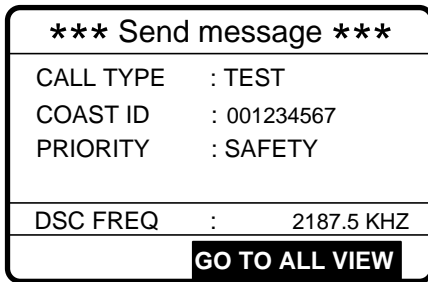 *** Send message ***
CALL TYPE : TEST
COAST ID : 001234567
PRIORITY : SAFETY
DSC FREQ : 2187.5 KHZ
GO TO ALL VIEW